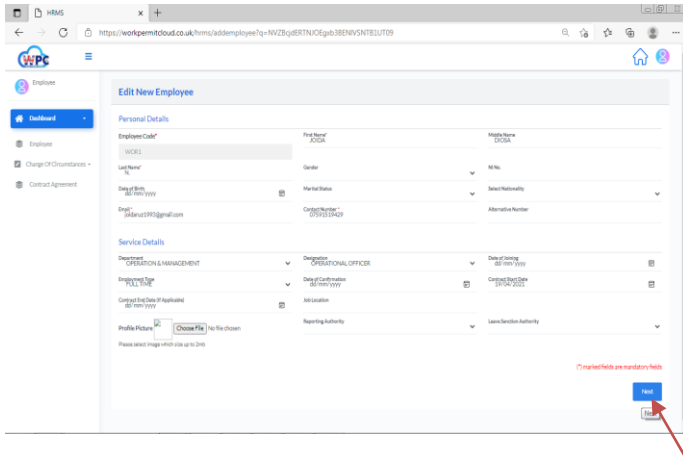 HRMS
https://workpermitcloud.co.uk/hrms/addemployee?q=
WPC
Employee
Edit New Employee
Dashboard
Employee
Change Of Circumstances
Contract Agreement
Personal Details
Employee Code* First Name* Middle Name
WOR1 JOIDA DIOSA
Last Name* Gender NI No.
N.
Date of Birth Marital Status Select Nationality
dd/mm/yyyy
Email* Contact Number* Alternative Number
07591519429
Service Details
Department Designation Date of Joining
OPERATION & MANAGEMENT OPERATIONAL OFFICER dd/mm/yyyy
Employment Type Date of Confirmation Contract Start Date
FULL TIME dd/mm/yyyy 19/04/2021
Contract End Date (If Applicable) Job Location
dd/mm/yyyy
Profile Picture Choose File No file chosen Reporting Authority Leave Sanction Authority
Please select image which size up to 2mb
(*) marked fields are mandatory fields
Next